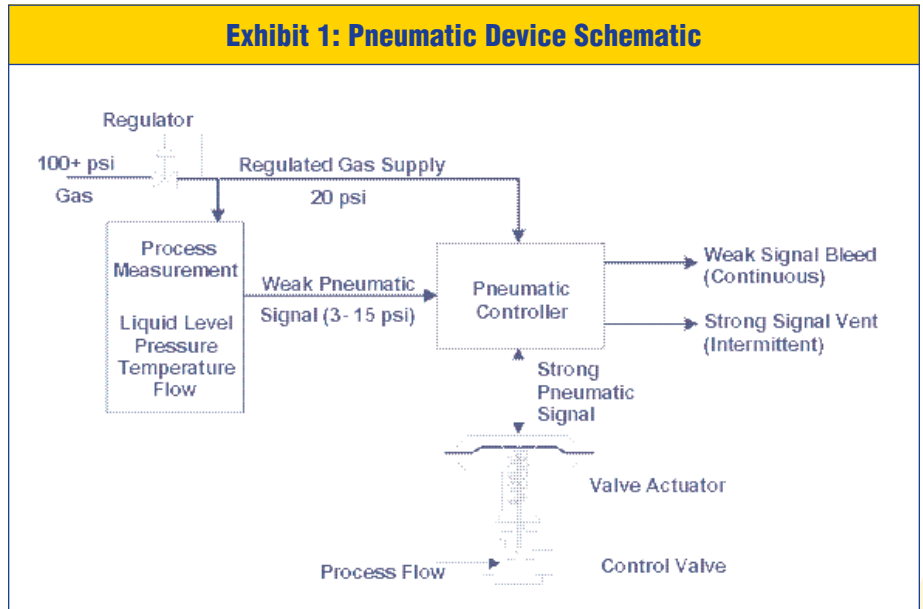 Exhibit 1: Pneumatic Device Schematic
Regulator
100+ psi
Gas
Regulated Gas Supply
20 psi
Process
Measurement
Liquid Level
Pressure
Temperature
Flow
Weak Pneumatic
Signal (3- 15 psi)
Pneumatic
Controller
Weak Signal Bleed
(Continuous)
Strong Signal Vent
(Intermittent)
Strong
Pneumatic
Signal
Valve Actuator
Process Flow
Control Valve